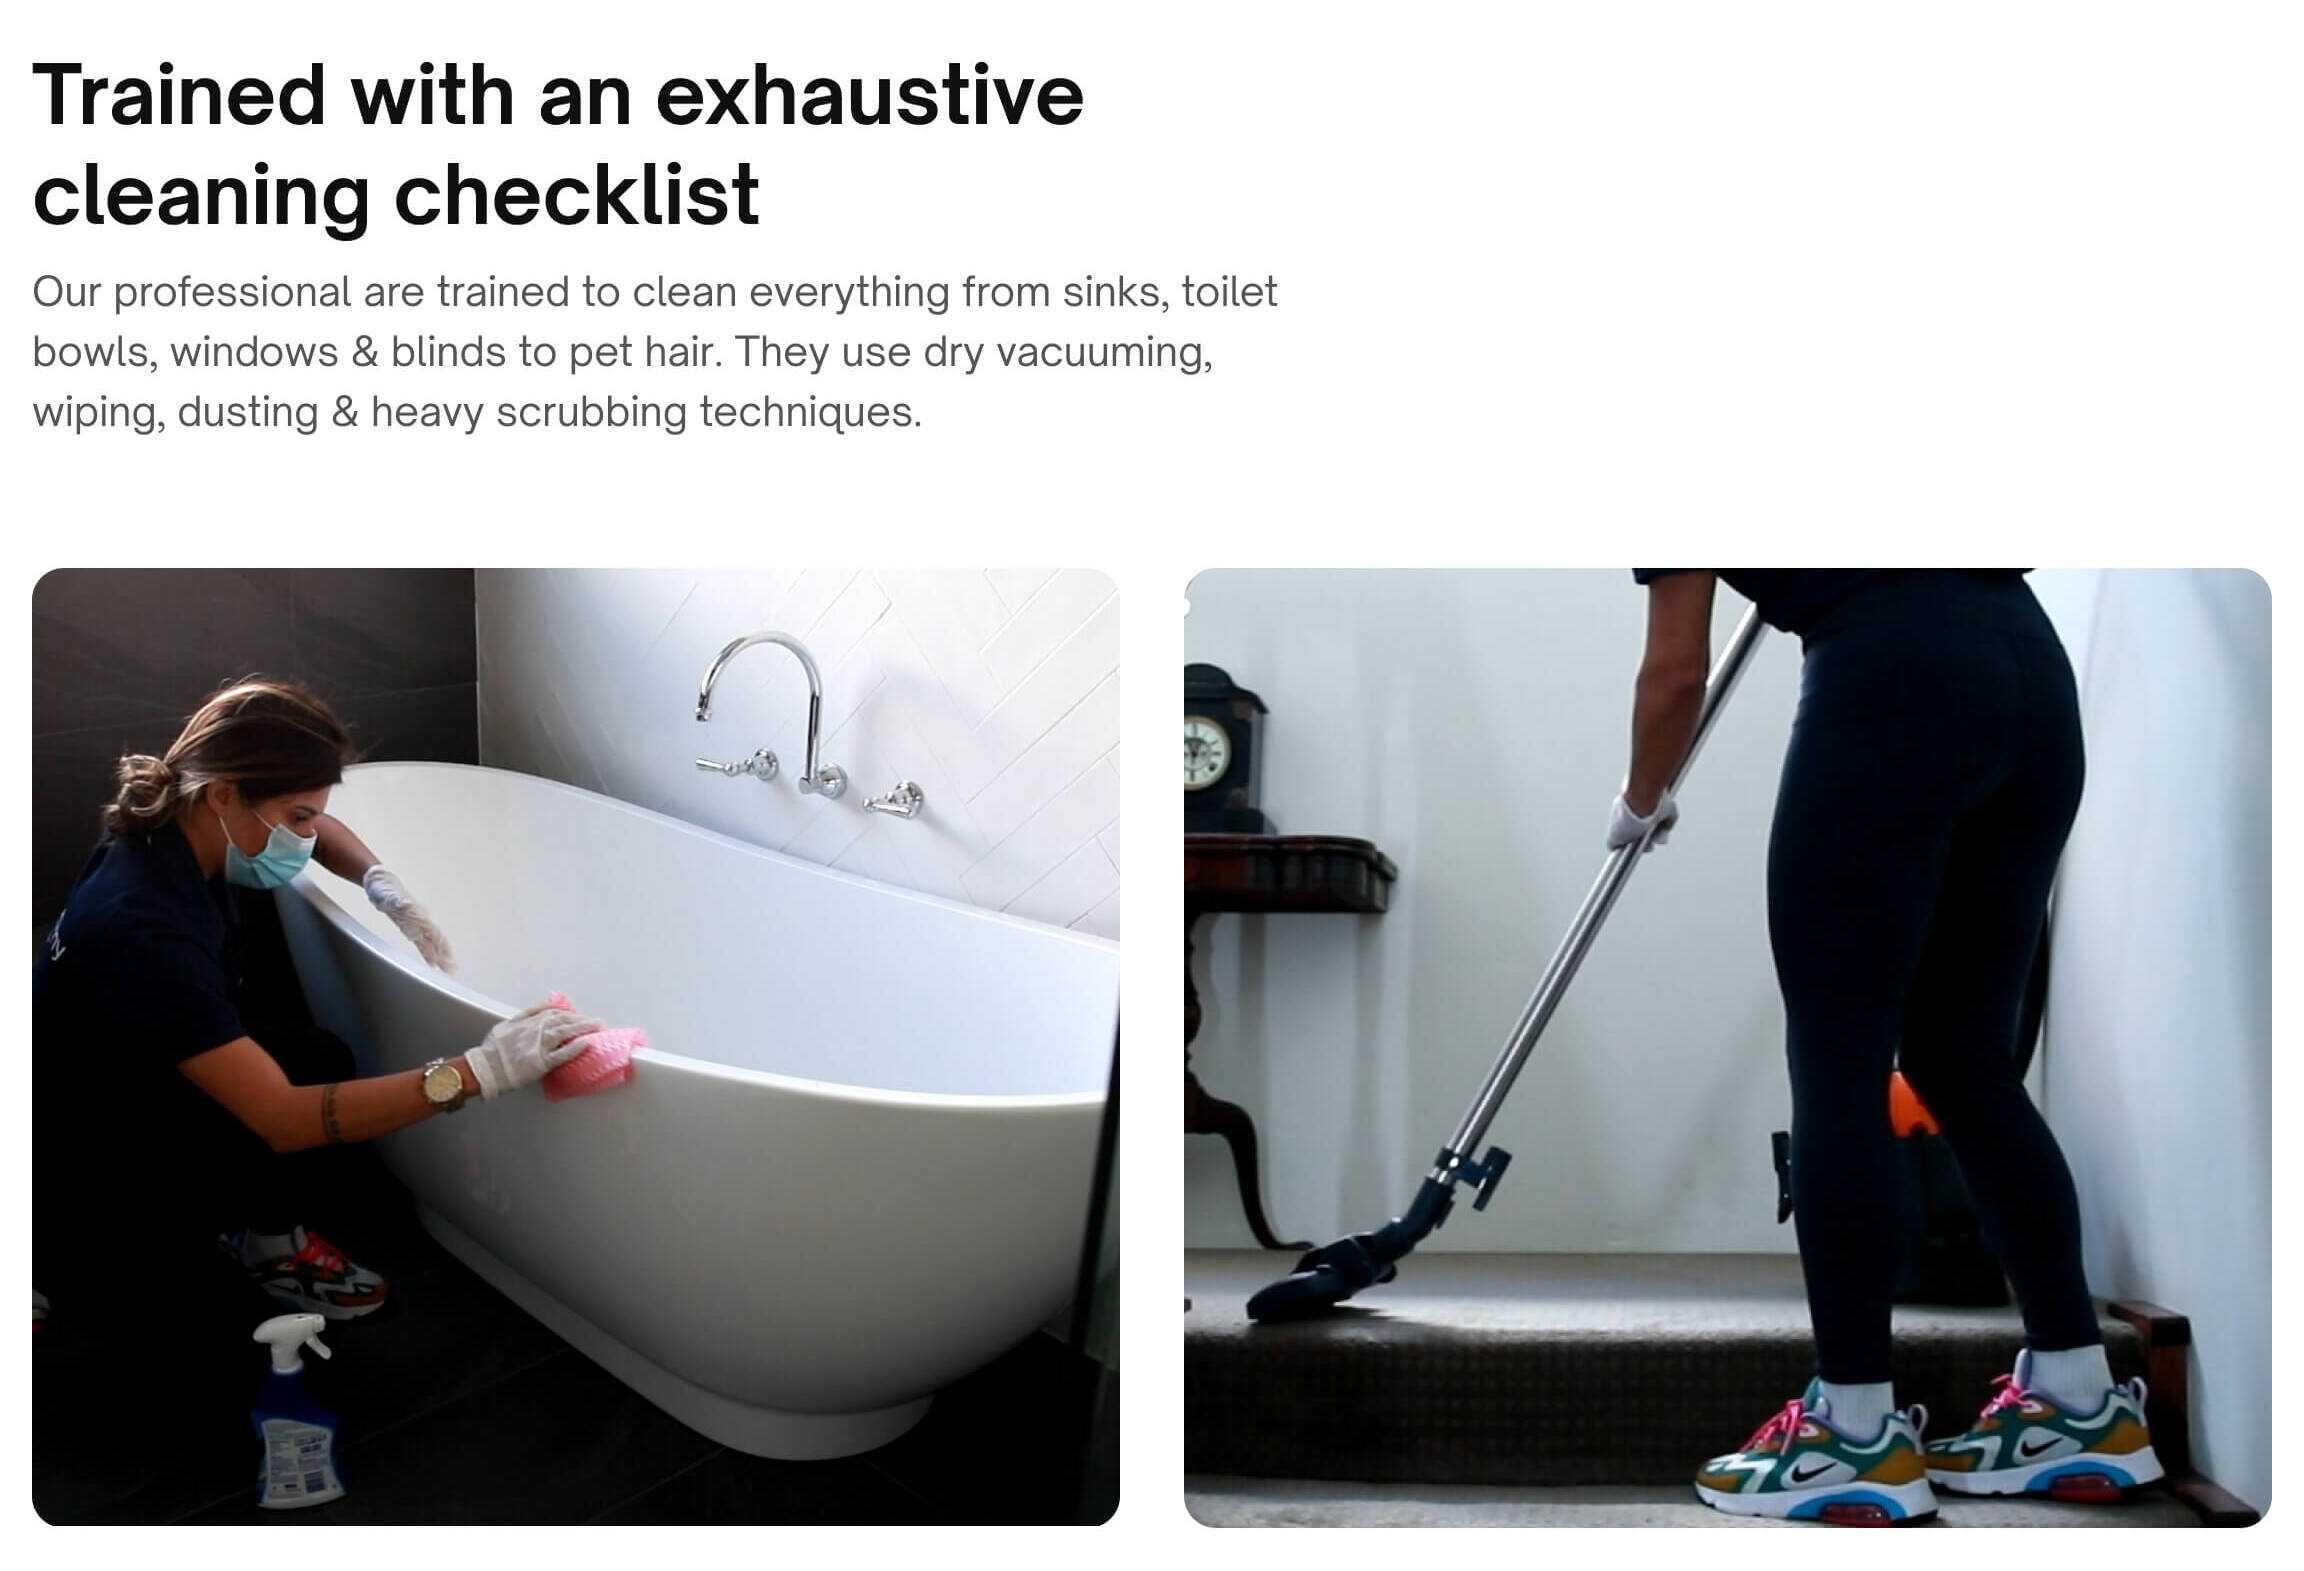 Trained with an exhaustive
cleaning checklist
Our professional are trained to clean everything from sinks, toilet
bowls, windows & blinds to pet hair. They use dry vacuuming,
wiping, dusting & heavy scrubbing techniques.